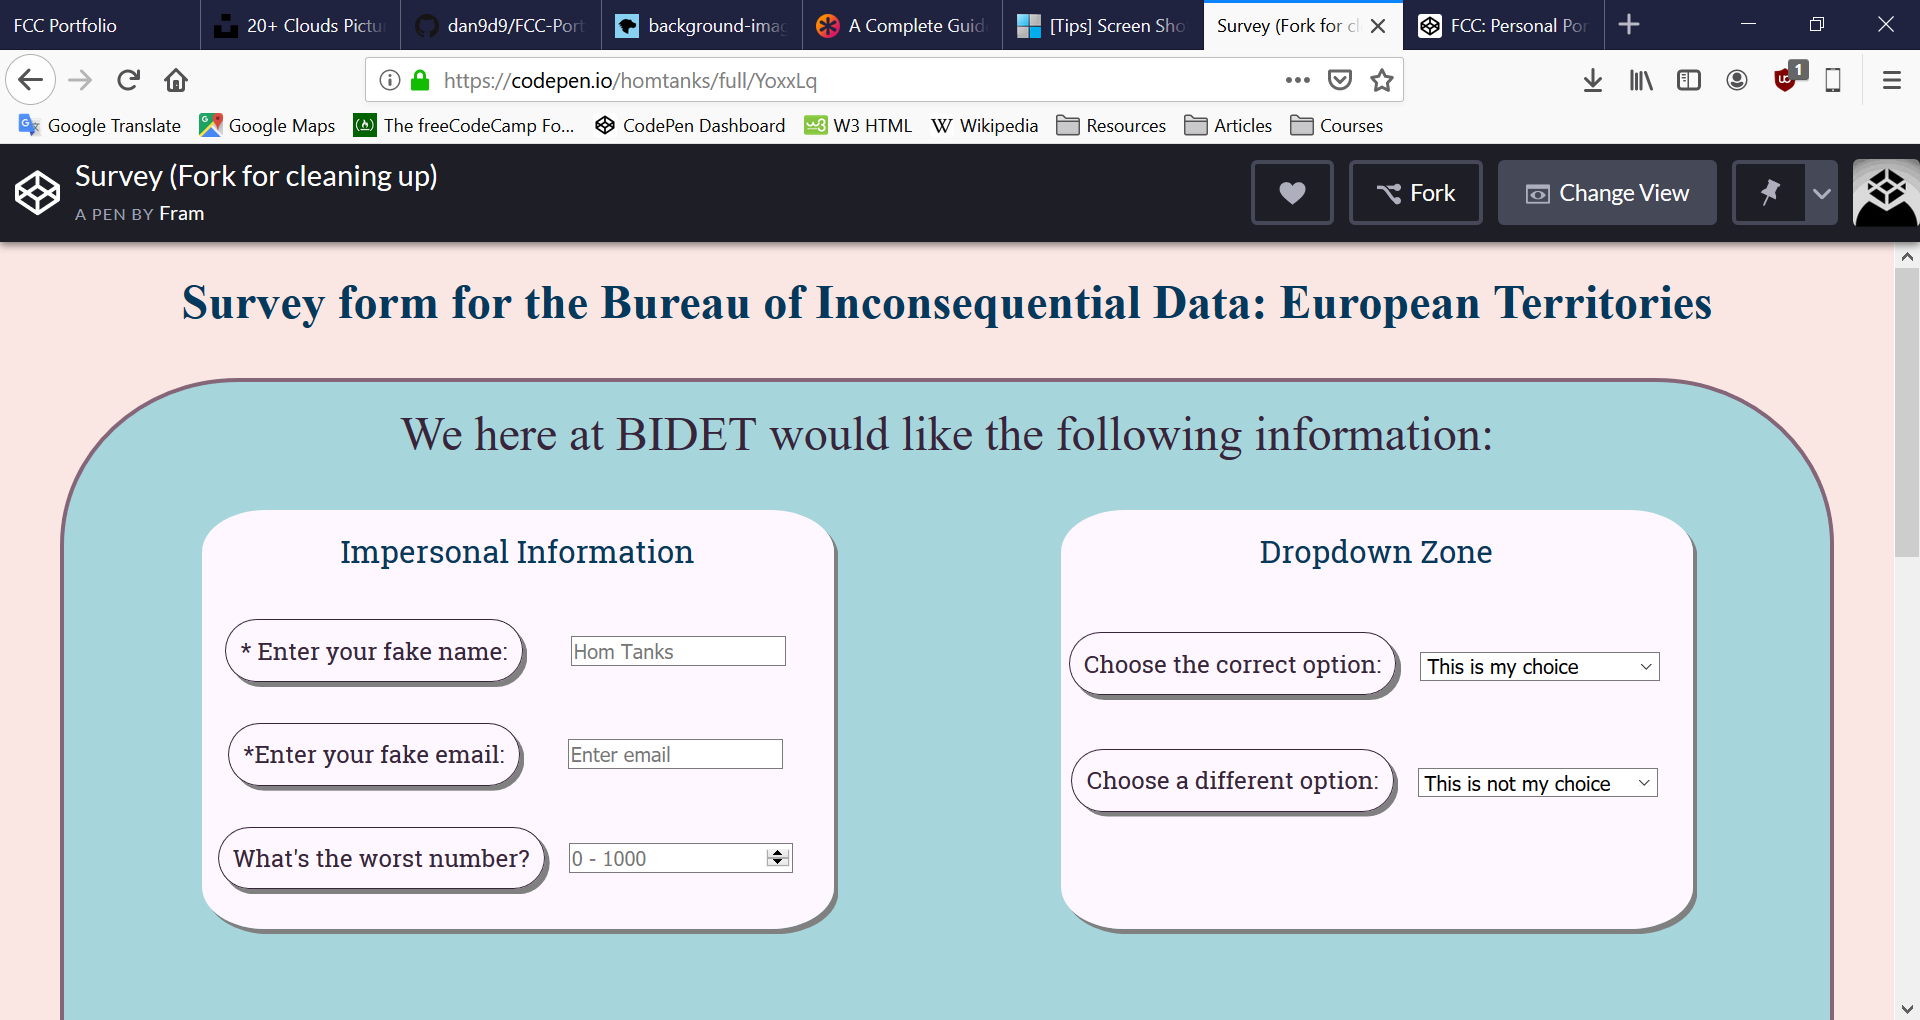 FCC Portfolio
20+ Clouds Pictu
dan9d9/FCC-Port
background-imag
A Complete Guid
[Tips] Screen Sho
Survey (Fork for cl
FCC: Personal Por
https://codepen.io/homtanks/full/YoxxLq
1
Google Translate
Google Maps
The freeCodeCamp Fo...
CodePen Dashboard
W3 HTML
Wikipedia
Resources
Articles
Courses
Survey (Fork for cleaning up)
A PEN BY Fram
Fork
Change View
Survey form for the Bureau of Inconsequential Data: European Territories
We here at BIDET would like the following information:
Impersonal Information
* Enter your fake name:
Hom Tanks
*Enter your fake email:
Enter email
What's the worst number?
0 - 1000
Dropdown Zone
Choose the correct option:
This is my choice
Choose a different option:
This is not my choice